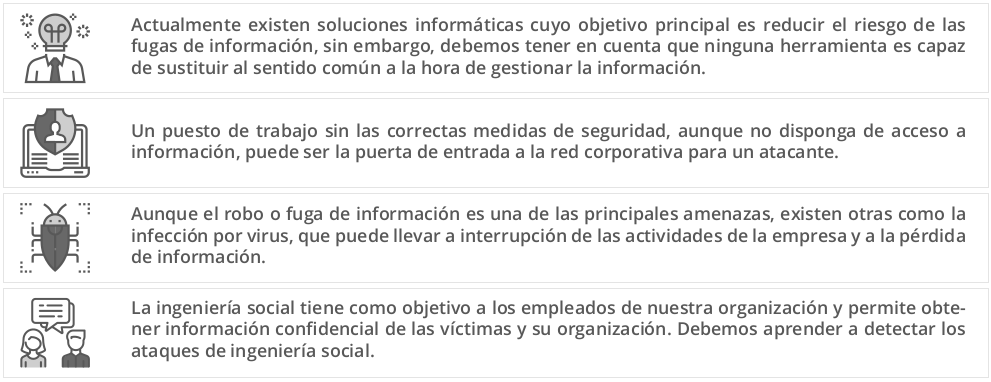 Actualmente existen soluciones informáticas cuyo objetivo principal es reducir el riesgo de las
fugas de información, sin embargo, debemos tener en cuenta que ninguna herramienta es capaz
de sustituir al sentido común a la hora de gestionar la información.
Un puesto de trabajo sin las correctas medidas de seguridad, aunque no disponga de acceso a
información, puede ser la puerta de entrada a la red corporativa para un atacante.
Aunque el robo o fuga de información es una de las principales amenazas, existen otras como la
infección por virus, que puede llevar a interrupción de las actividades de la empresa y a la pérdida
de información.
La ingeniería social tiene como objetivo a los empleados de nuestra organización y permite obte-
ner información confidencial de las víctimas y su organización. Debemos aprender a detectar los
ataques de ingeniería social.